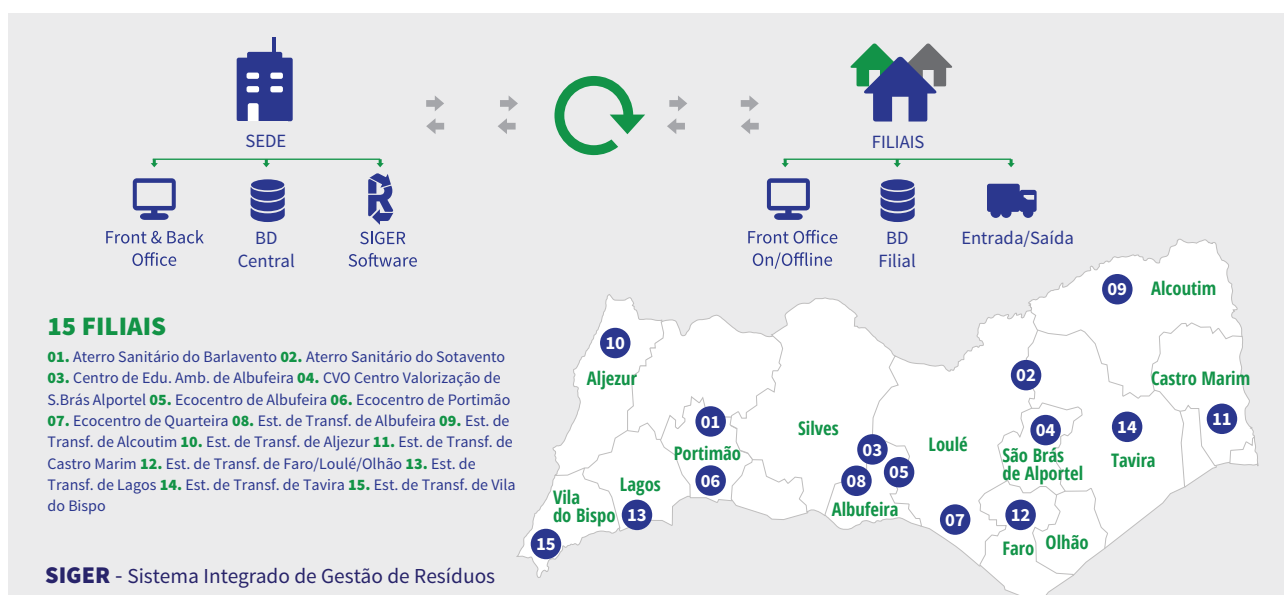 SEDE
FILIAIS
Front & Back
Office
BD
Central
SIGER
Software
Front Office
On/Offline
BD
Filial
Entrada/Saída
15 FILIAIS
01. Aterro Sanitário do Barlavento 02. Aterro Sanitário do Sotavento
03. Centro de Edu. Amb. de Albufeira 04. CVO Centro Valorização de
S.Brás Alportel 05. Ecocentro de Albufeira 06. Ecocentro de Portimão
07. Ecocentro de Quarteira 08. Est. de Transf. de Albufeira 09. Est. de
Transf. de Alcoutim 10. Est. de Transf. de Aljezur 11. Est. de Transf. de
Castro Marim 12. Est. de Transf. de Faro/Loulé/Olhão 13. Est. de
Transf. de Lagos 14. Est. de Transf. de Tavira 15. Est. de Transf. de Vila
do Bispo
09
Alcoutim
10
Aljezur
02
Castro Marim
01
Portimão
06
Silves
03
Loulé
04
São Brás
de Alportel
14
Tavira
11
Lagos
13
Vila
do Bispo
15
08
05
Albufeira
07
12
Faro
Olhão
SIGER - Sistema Integrado de Gestão de Resíduos